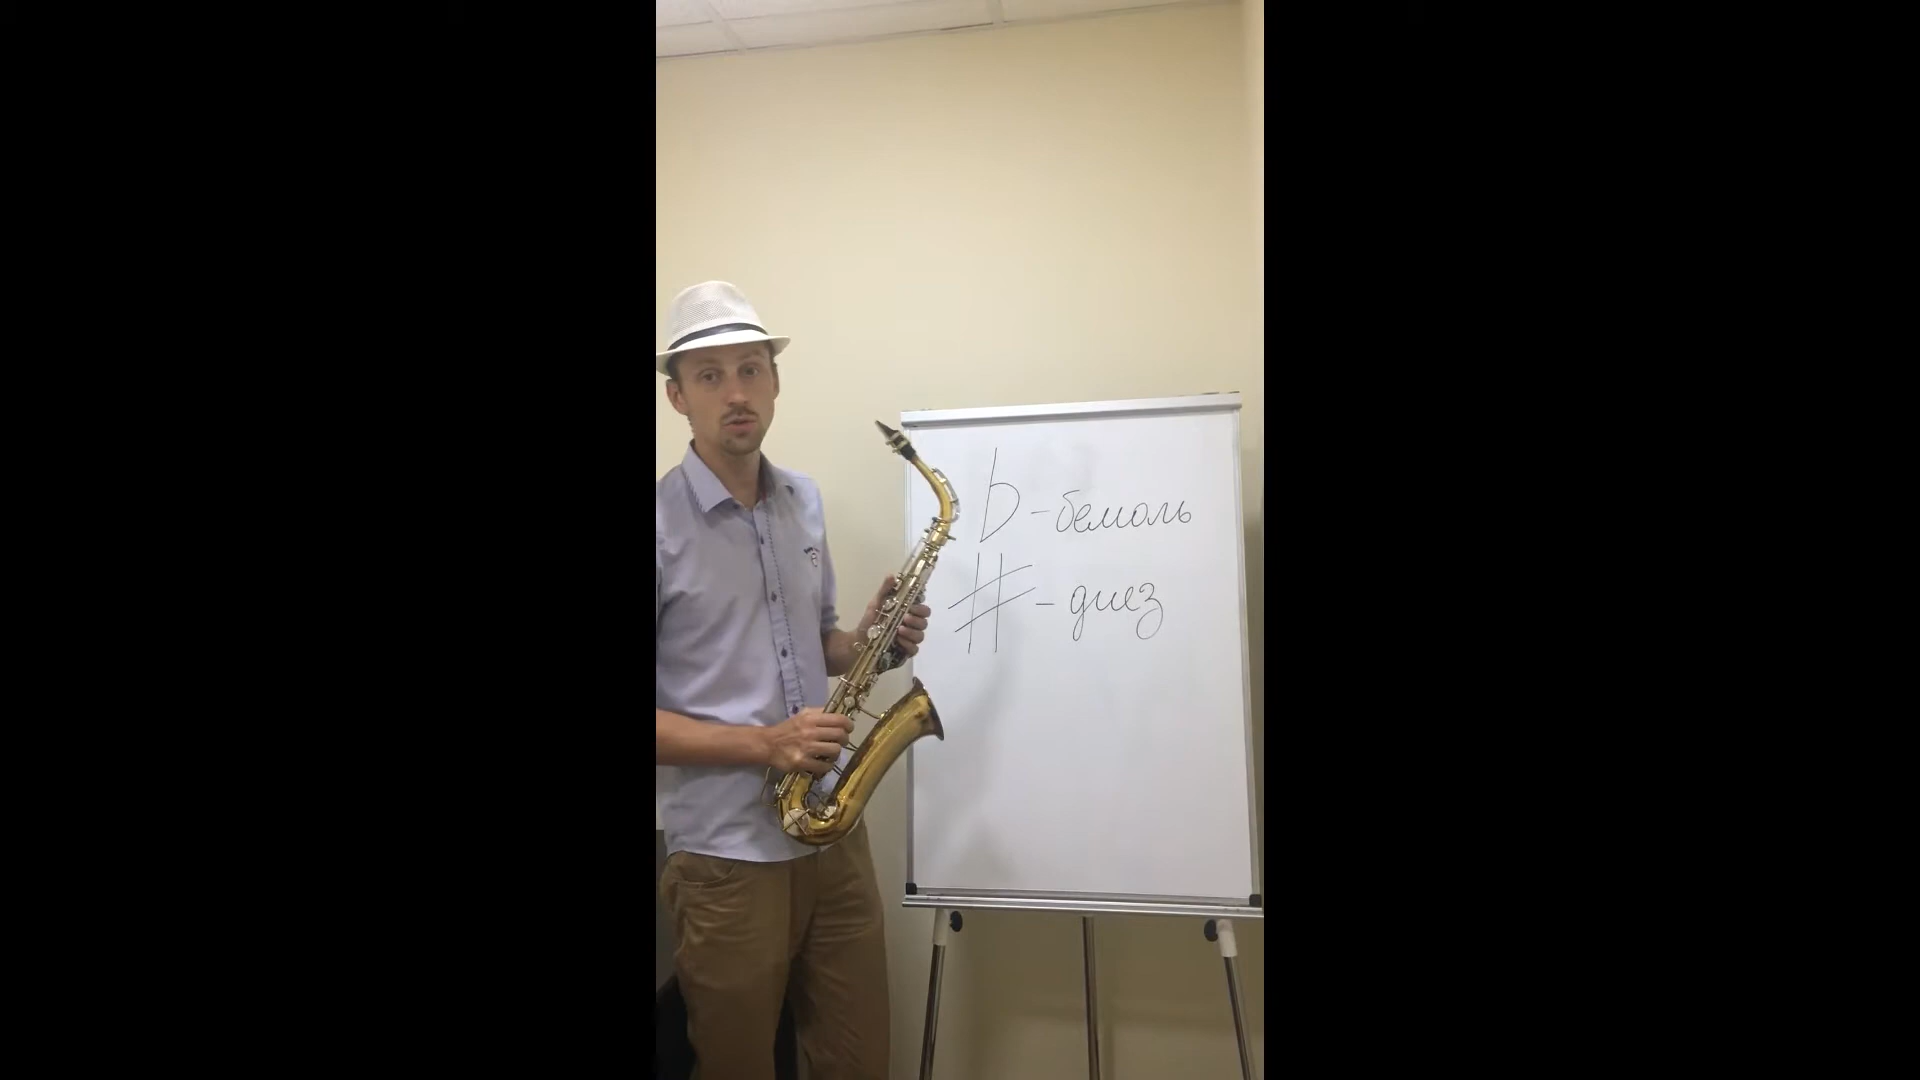 ♭ - бемоль
# - диез